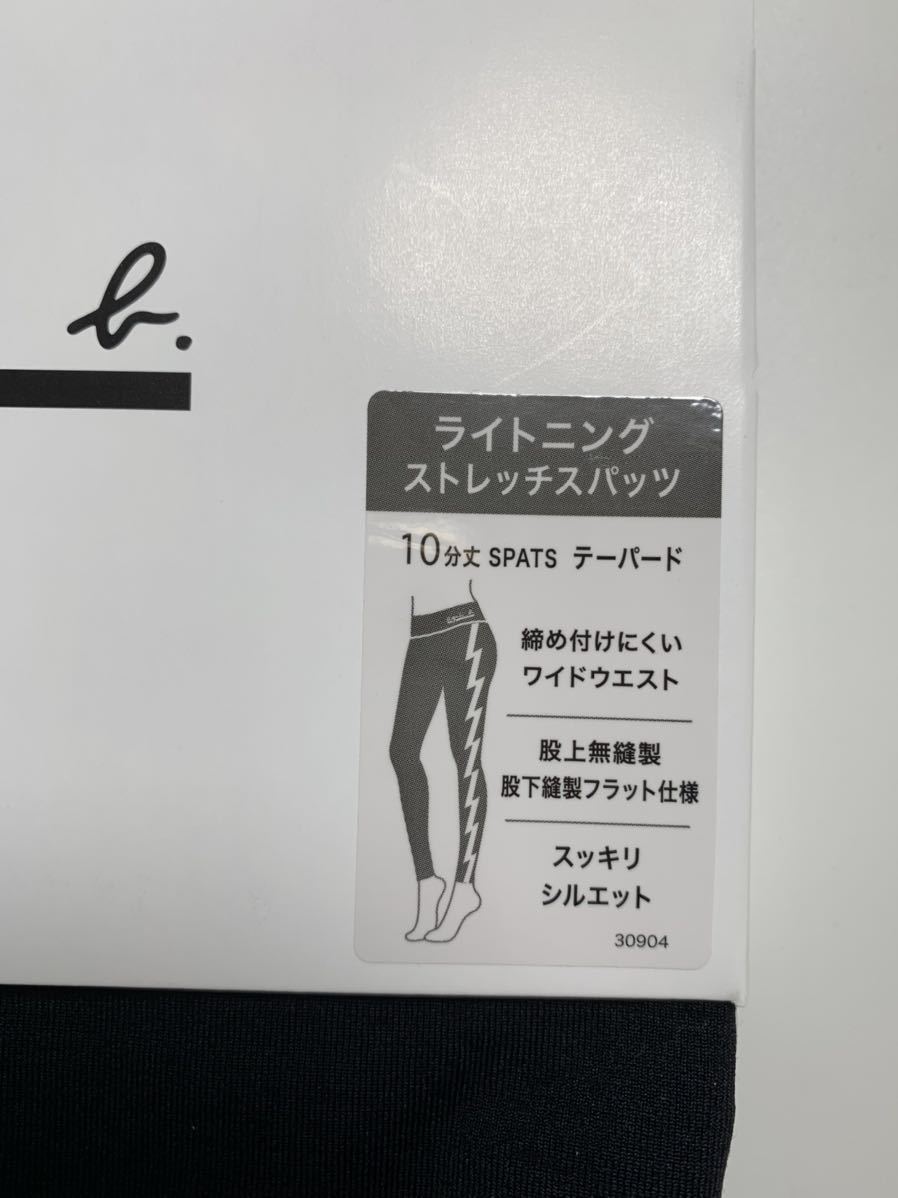 b.
ライトニング
ストレッチスパッツ
10分丈 SPATS テーパード
締め付けにくい
ワイドウエスト
股上無縫製
股下縫製フラット仕様
スッキリ
シルエット
30904